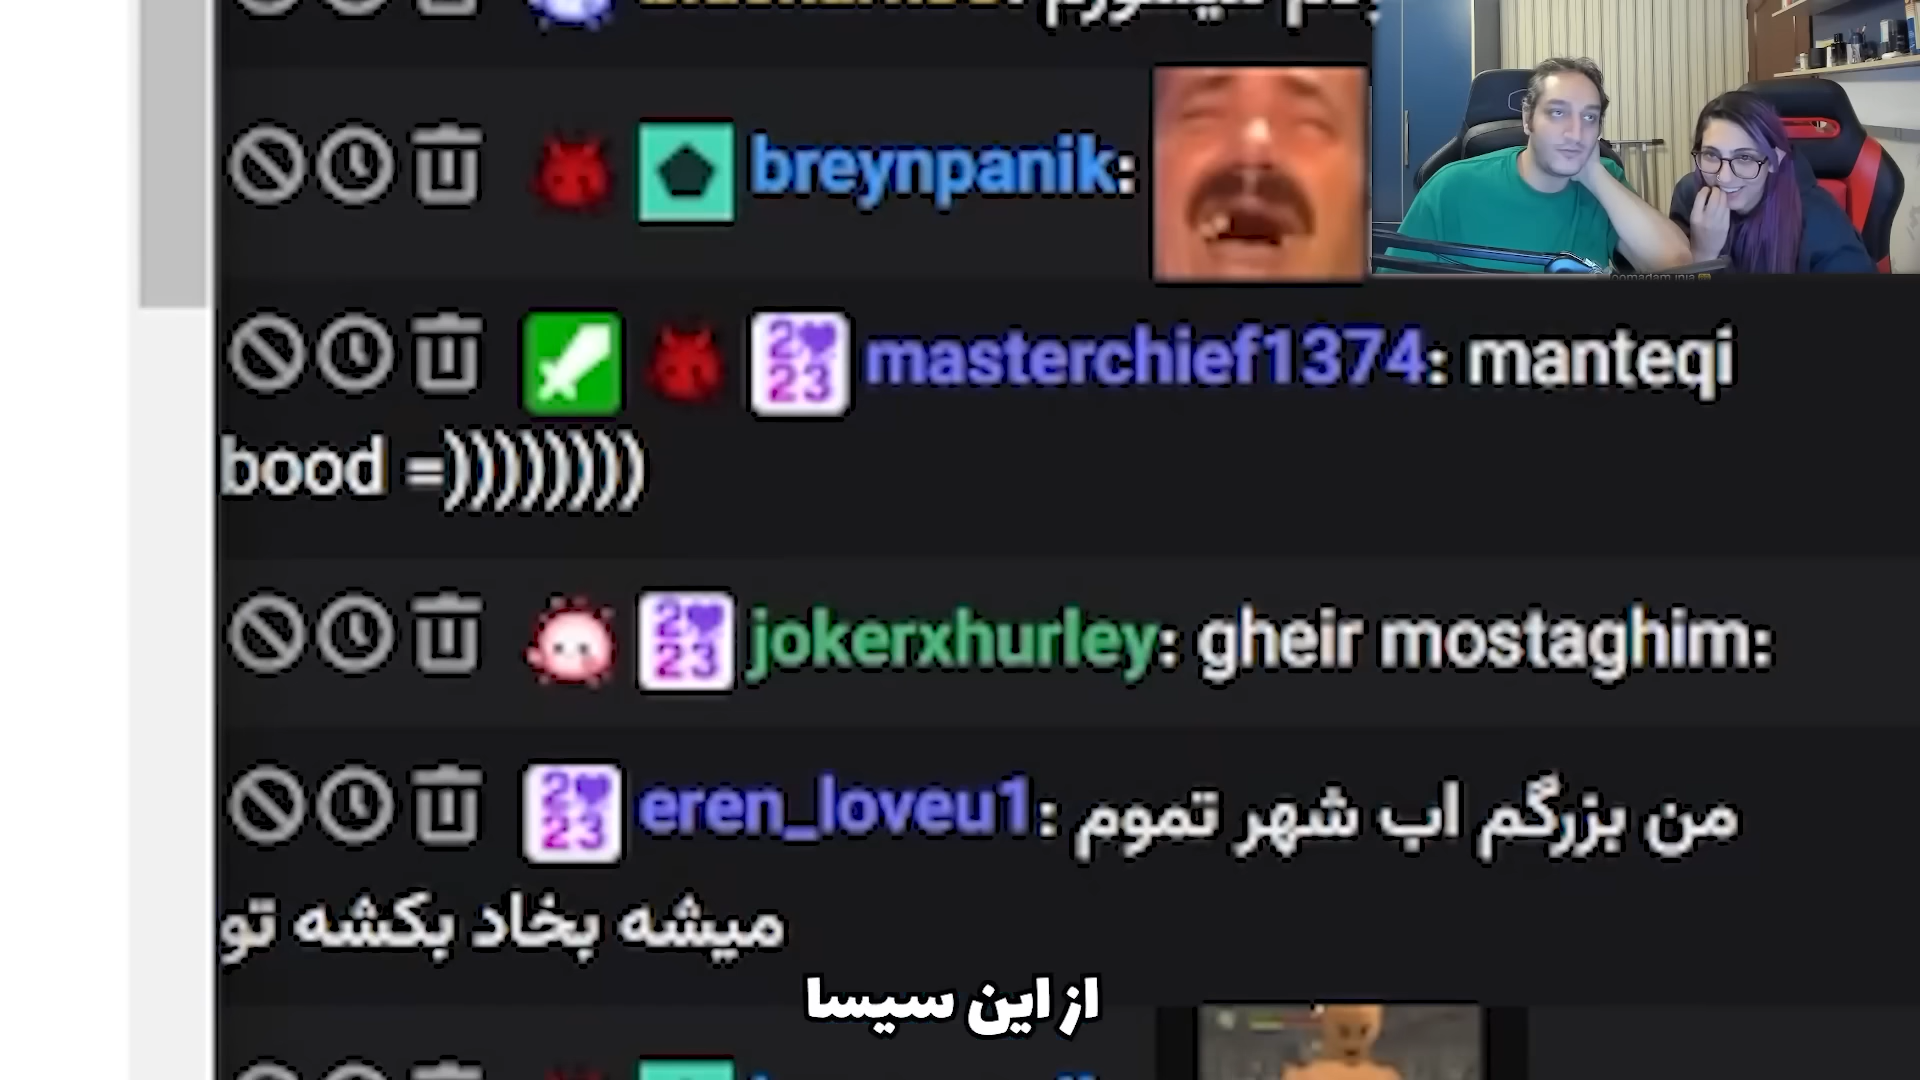 breynpanik:
masterchief1374: manteqi
bood =))))))))
jokerxhurley: gheir mostaghim:
eren_loveu1: من بزرگم اب شهر تموم
میشه بخاد بکشه تو
از این سیسا